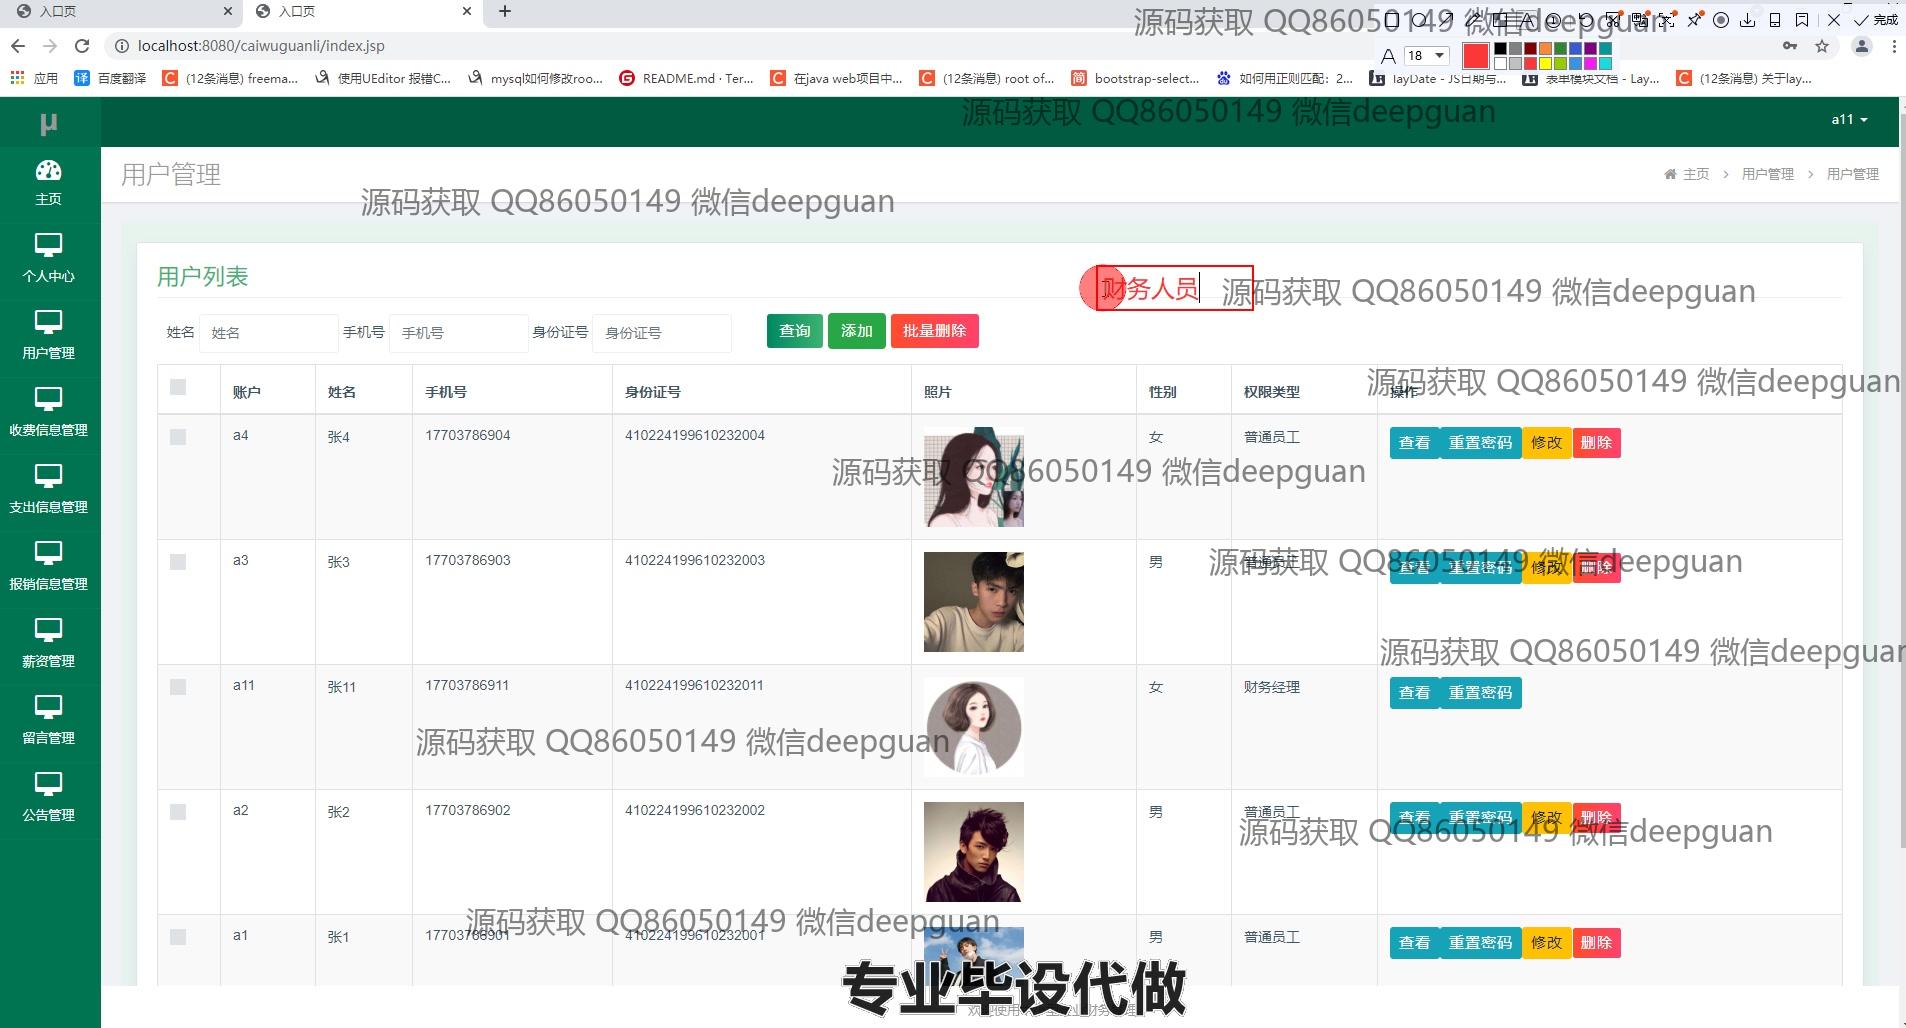 入口页
入口页
源码获取 QQ86050149 微信deepguan
完成
localhost:8080/caiwuguanli/index.jsp
18
应用
百度翻译
(12条消息) freema...
使用UEditor 报错C...
mysql如何修改roo...
README.md · Ter...
在java web项目中...
(12条消息) root of...
bootstrap-select...
如何用正则匹配：2...
layDate - JS日期与...
表单模块文档 - Lay...
(12条消息) 关于lay...
源码获取 QQ86050149 微信deepguan
μ
a11
主页
用户管理
主页 > 用户管理 > 用户管理
源码获取 QQ86050149 微信deepguan
个人中心
用户列表
财务人员
源码获取 QQ86050149 微信deepguan
用户管理
姓名 姓名 手机号 手机号 身份证号 身份证号 查询 添加 批量删除
源码获取 QQ86050149 微信deepguan
账户 姓名 手机号 身份证号 照片 性别 权限类型 操作
收费信息管理
a4 张4 17703786904 410224199610232004 女 普通员工 查看 重置密码 修改 删除
源码获取 QQ86050149 微信deepguan
支出信息管理
a3 张3 17703786903 410224199610232003 男 普通员工 查看 重置密码 修改 删除
源码获取 QQ86050149 微信deepguan
报销信息管理
源码获取 QQ86050149 微信deepguan
薪资管理
a11 张11 17703786911 410224199610232011 女 财务经理 查看 重置密码
源码获取 QQ86050149 微信deepguan
留言管理
a2 张2 17703786902 410224199610232002 男 普通员工 查看 重置密码 修改 删除
源码获取 QQ86050149 微信deepguan
公告管理
源码获取 QQ86050149 微信deepguan
a1 张1 17703786901 410224199610232001 男 普通员工 查看 重置密码 修改 删除
专业毕设代做